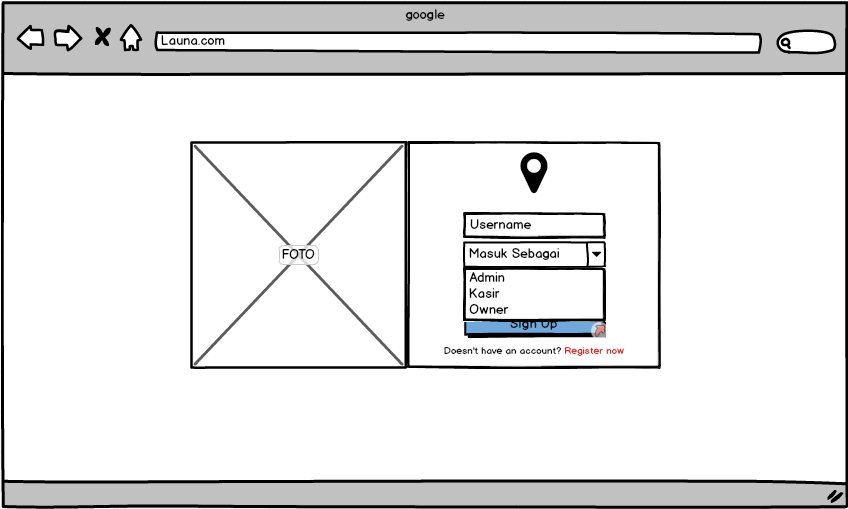 google
Launa.com
FOTO
Username
Masuk Sebagai
Admin
Kasir
Owner
Sign Up
Doesn't have an account? Register now